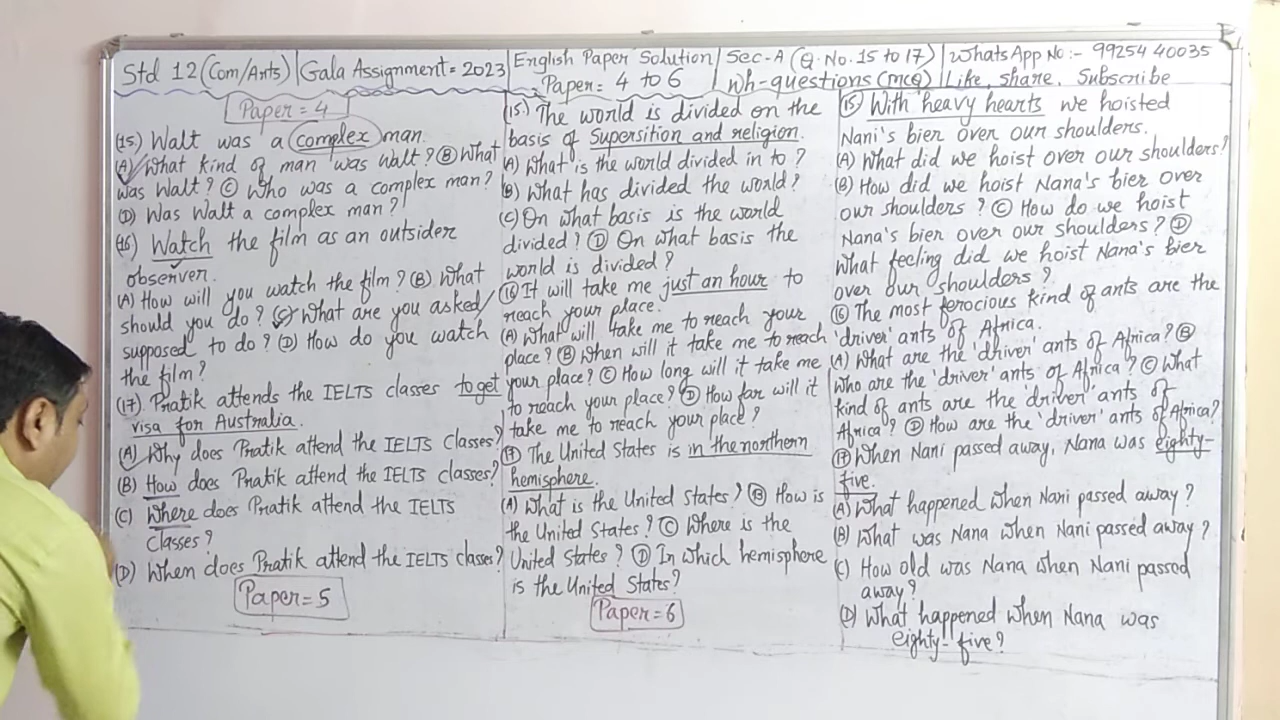 Std 12 (Com/Arts) | Gala Assignment = 2023 | English Paper Solution / Sec-A (Q. No. 15 to 17) | WhatsApp No :- 99254 40035
Paper = 4 to 6 / Wh-questions (MCQ) | Like, Share, Subscribe
Paper = 4
(15). Walt was a complex man.
(A) What kind of man was Walt? (B) What
was Walt? (C) Who was a complex man?
(D) Was Walt a complex man?
(16) Watch the film as an outsider
observer.
(A) How will you watch the film? (B) What
should you do? (C) What are you asked/
supposed to do? (D) How do you watch
the film?
(17). Pratik attends the IELTS classes to get
visa for Australia.
(A) Why does Pratik attend the IELTS classes?
(B) How does Pratik attend the IELTS classes?
(C) Where does Pratik attend the IELTS
classes?
(D) When does Pratik attend the IELTS classes?
Paper = 5
(15.) The world is divided on the
basis of Supersition and religion.
(A) What is the world divided in to?
(B) What has divided the world?
(C) On what basis is the world
divided? (D) On what basis the
world is divided?
(16) It will take me just an hour to
reach your place.
(A) What will take me to reach your
place? (B) When will it take me to reach
your place? (C) How long will it take me
to reach your place? (D) How far will it
take me to reach your place?
(17) The United States is in the northern
hemisphere.
(A) What is the United States? (B) How is
the United States? (C) Where is the
United States? (D) In which hemisphere
is the United States?
Paper = 6
(15) With heavy hearts we hoisted
Nani's bier over our shoulders.
(A) What did we hoist over our shoulders?
(B) How did we hoist Nana's bier over
our shoulders? (C) How do we hoist
Nana's bier over our shoulders? (D)
What feeling did we hoist Nana's bier
over our shoulders?
(16) The most ferocious kind of ants are the
'driver' ants of Africa.
(A) What are the 'driver' ants of Africa? (B)
Who are the 'driver' ants of Africa? (C) What
kind of ants are the 'driver' ants of
Africa? (D) How are the 'driver' ants of Africa?
(17) When Nani passed away, Nana was eighty-
five.
(A) What happened when Nani passed away?
(B) What was Nana when Nani passed away?
(C) How old was Nana when Nani passed
away?
(D) What happened when Nana was
eighty-five?